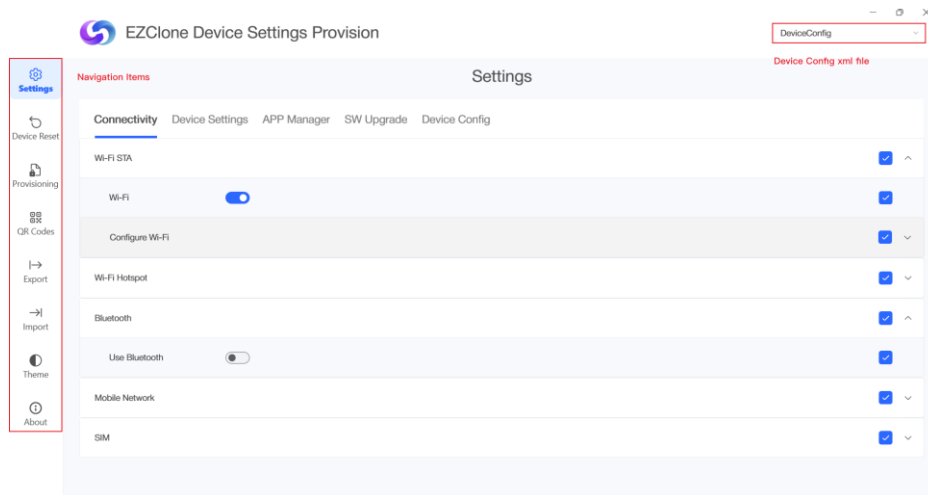 EZClone Device Settings Provision
DeviceConfig
Device Config xml file
Navigation Items
Settings
Settings
Device Reset
Provisioning
QR Codes
Export
Import
Theme
About
Connectivity Device Settings APP Manager SW Upgrade Device Config
Wi-Fi STA
Wi-Fi
Configure Wi-Fi
Wi-Fi Hotspot
Bluetooth
Use Bluetooth
Mobile Network
SIM